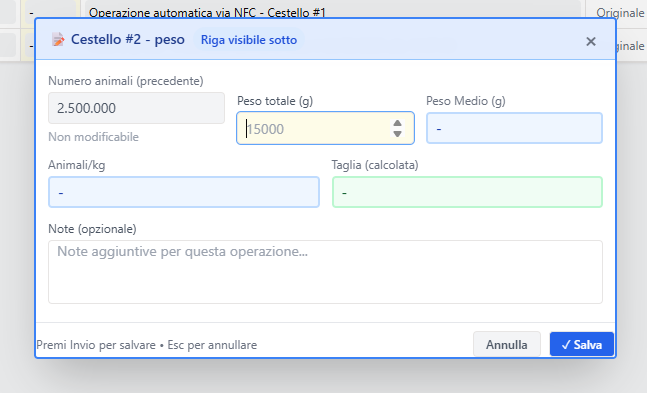 - Operazione automatica via NFC - Cestello #1 Originale
-
ginale
Cestello #2 - peso Riga visibile sotto ×
Numero animali (precedente)
2.500.000
Non modificabile
Peso totale (g)
15000
Peso Medio (g)
-
Animali/kg
-
Taglia (calcolata)
-
Note (opzionale)
Note aggiuntive per questa operazione...
Premi Invio per salvare • Esc per annullare
Annulla
✓ Salva